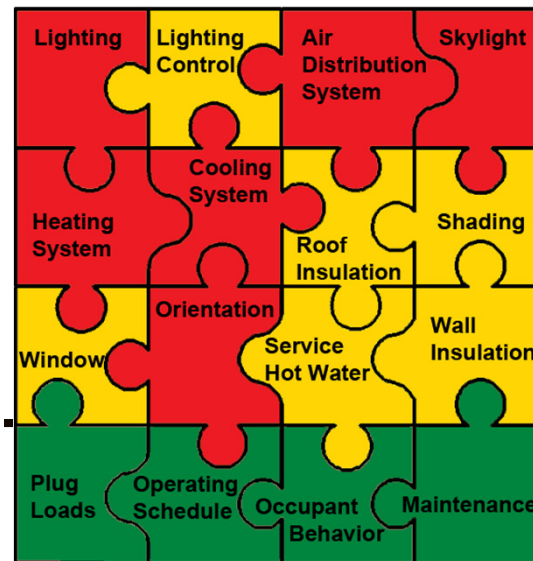 Lighting
Lighting
Control
Air
Distribution
System
Skylight
Heating
System
Cooling
System
Roof
Insulation
Shading
Window
Orientation
Service
Hot Water
Wall
Insulation
Plug
Loads
Operating
Schedule
Occupant
Behavior
Maintenance